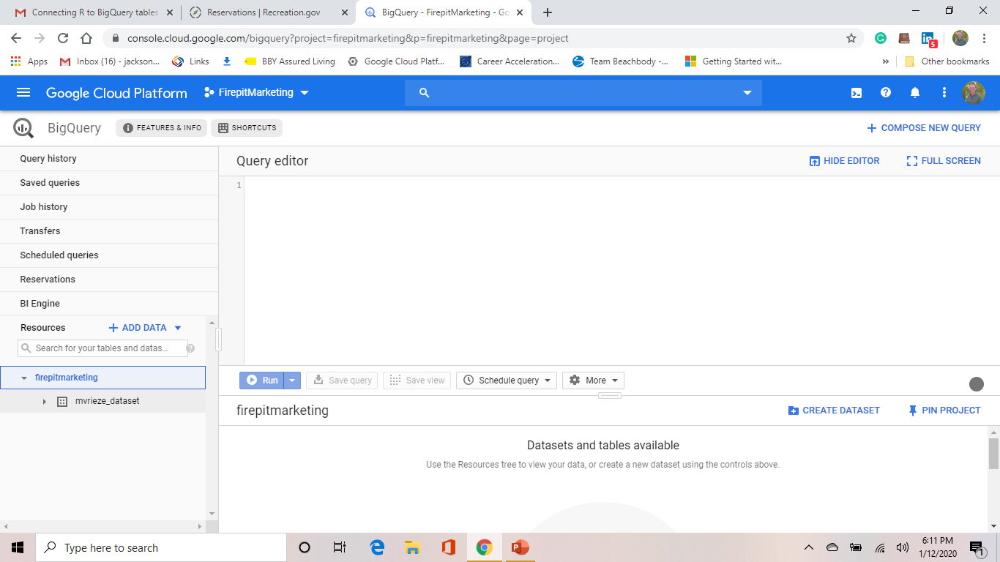 Connecting R to BigQuery tables
Reservations | Recreation.gov
BigQuery - FirepitMarketing - Go
console.cloud.google.com/bigquery?project=firepitmarketing&p=firepitmarketing&page=project
5
Apps
Inbox (16) - jackson...
Links
BBY Assured Living
Google Cloud Platf...
Career Acceleration...
Team Beachbody -...
Getting Started wit...
Other bookmarks
Google Cloud Platform
FirepitMarketing
BigQuery
FEATURES & INFO
SHORTCUTS
COMPOSE NEW QUERY
Query history
Saved queries
Job history
Transfers
Scheduled queries
Reservations
BI Engine
Resources
ADD DATA
Search for your tables and datas...
firepitmarketing
mvrieze_dataset
Query editor
HIDE EDITOR
FULL SCREEN
1
Run
Save query
Save view
Schedule query
More
firepitmarketing
CREATE DATASET
PIN PROJECT
Datasets and tables available
Use the Resources tree to view your data, or create a new dataset using the controls above.
Type here to search
6:11 PM
1/12/2020
1